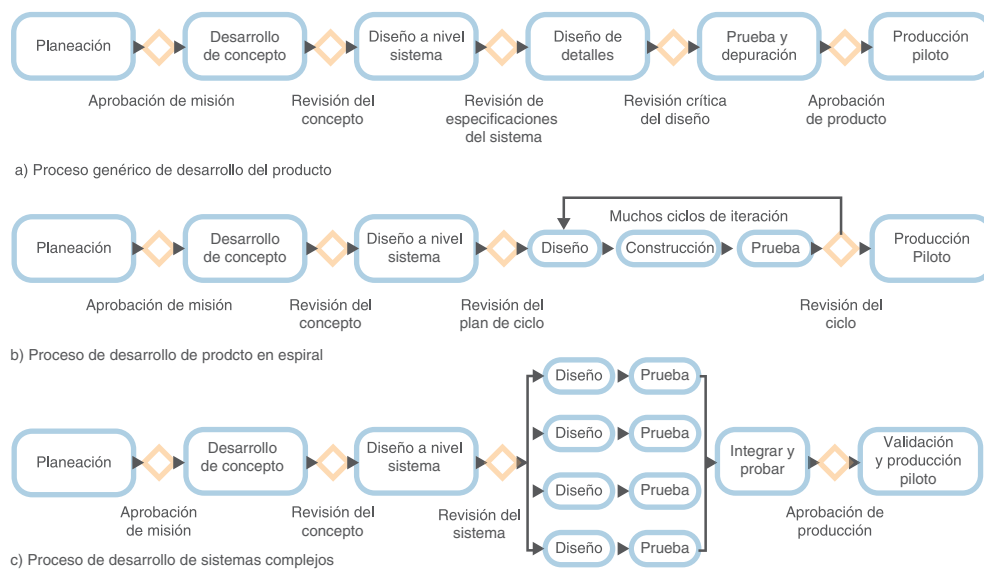 Planeación
Desarrollo
de concepto
Diseño a nivel
sistema
Diseño de
detalles
Prueba y
depuración
Producción
piloto
Aprobación de misión
Revisión del
concepto
Revisión de
especificaciones
del sistema
Revisión crítica
del diseño
Aprobación
de producto
a) Proceso genérico de desarrollo del producto
Muchos ciclos de iteración
Planeación
Desarrollo
de concepto
Diseño a nivel
sistema
Diseño
Construcción
Prueba
Producción
Piloto
Aprobación de misión
Revisión del
concepto
Revisión del
plan de ciclo
Revisión del
ciclo
b) Proceso de desarrollo de prodcto en espiral
Diseño
Prueba
Diseño
Prueba
Planeación
Desarrollo
de concepto
Diseño a nivel
sistema
Integrar y
probar
Validación
y producción
piloto
Diseño
Prueba
Aprobación
de misión
Revisión del
concepto
Revisión del
sistema
Aprobación de
producción
Diseño
Prueba
c) Proceso de desarrollo de sistemas complejos